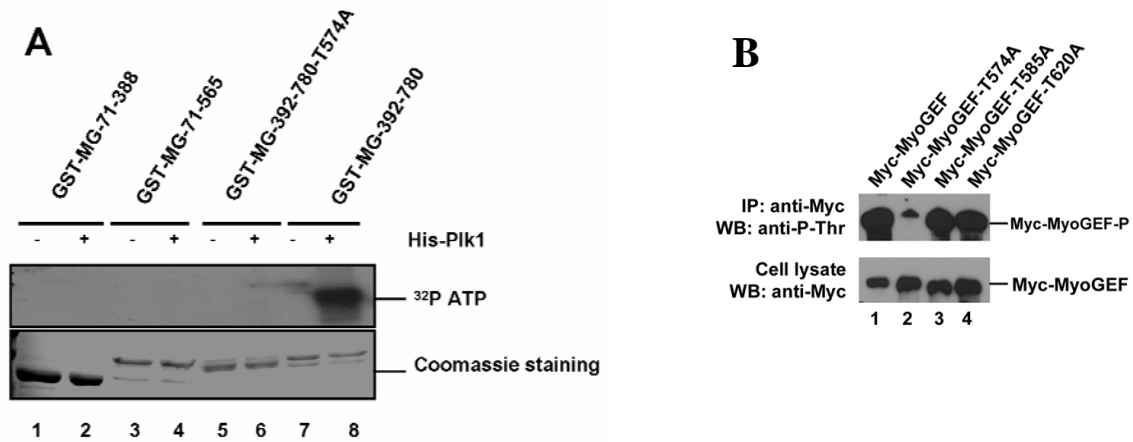 A
GST-MG-71-388
GST-MG-71-565
GST-MG-392-780-T574A
GST-MG-392-780
- + - + - + - + His-Plk1
³²P ATP
Coomassie staining
1 2 3 4 5 6 7 8
B
Myc-MyoGEF
Myc-MyoGEF-T574A
Myc-MyoGEF-T585A
Myc-MyoGEF-T620A
IP: anti-Myc
WB: anti-P-Thr
Myc-MyoGEF-P
Cell lysate
WB: anti-Myc
Myc-MyoGEF
1 2 3 4